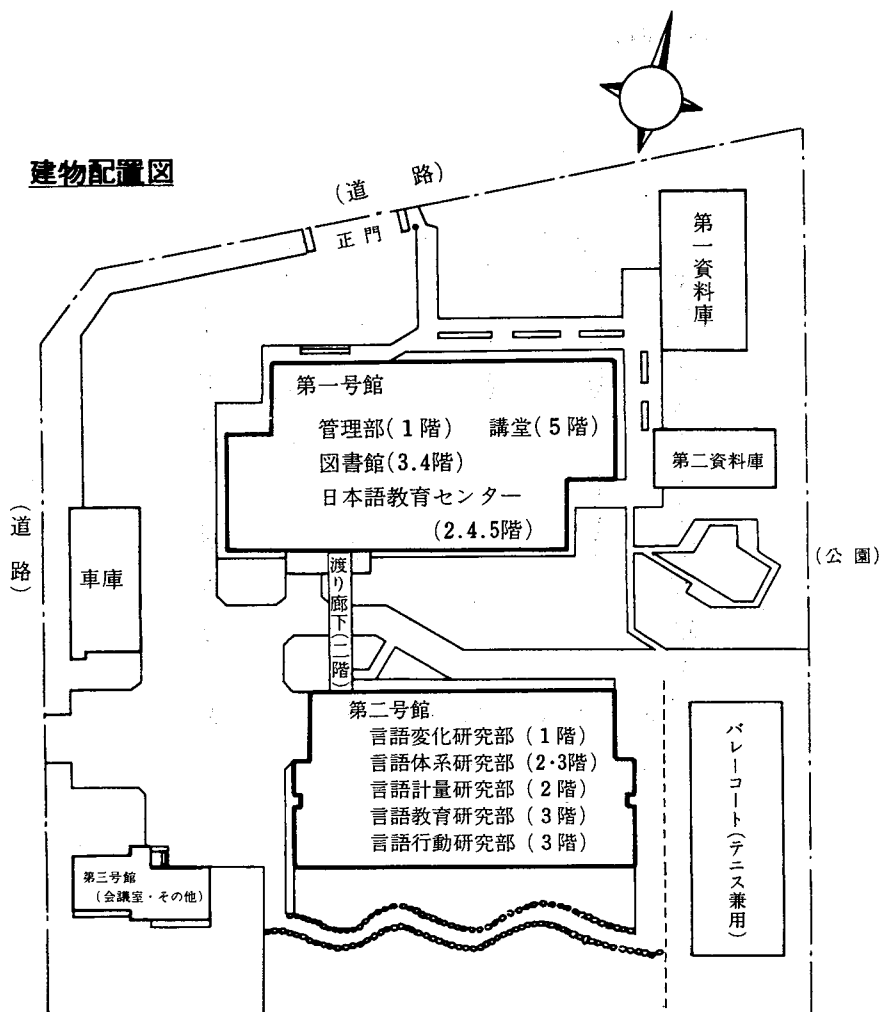 建物配置図
(道 路)
正門
第一資料庫
第一号館
管理部(1階) 講堂(5階)
図書館(3.4階)
日本語教育センター
(2.4.5階)
第二資料庫
(道 路)
車庫
(公園)
渡り廊下(二階)
第二号館
言語変化研究部(1階)
言語体系研究部(2・3階)
言語計量研究部(2階)
言語教育研究部(3階)
言語行動研究部(3階)
バレーコート(テニス兼用)
第三号館
(会議室・その他)